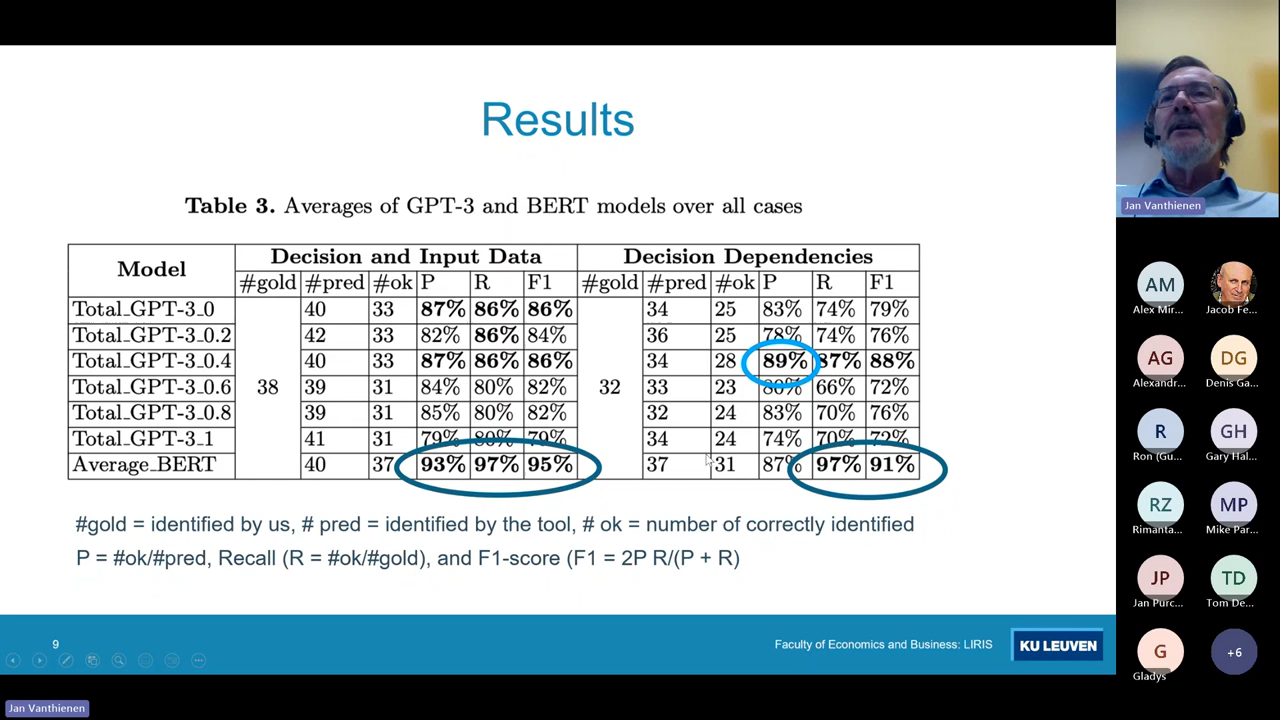 Results
Table 3. Averages of GPT-3 and BERT models over all cases
Model Decision and Input Data Decision Dependencies
#gold #pred #ok P R F1 #gold #pred #ok P R F1
Total_GPT-3_0 40 33 87% 86% 86% 34 25 83% 74% 79%
Total_GPT-3_0.2 42 33 82% 86% 84% 36 25 78% 74% 76%
Total_GPT-3_0.4 40 33 87% 86% 86% 34 28 89% 87% 88%
Total_GPT-3_0.6 38 39 31 84% 80% 82% 32 33 23 80% 66% 72%
Total_GPT-3_0.8 39 31 85% 80% 82% 32 24 83% 70% 76%
Total_GPT-3_1 41 31 79% 80% 79% 34 24 74% 70% 72%
Average_BERT 40 37 93% 97% 95% 37 31 87% 97% 91%
#gold = identified by us, # pred = identified by the tool, # ok = number of correctly identified
P = #ok/#pred, Recall (R = #ok/#gold), and F1-score (F1 = 2P R/(P + R)
9
Faculty of Economics and Business: LIRIS
KU LEUVEN
Jan Vanthienen
Jan Vanthienen
AM
Alex Mir...
Jacob Fe...
AG
Alexandr...
DG
Denis Ga...
R
Ron (Gu...
GH
Gary Hal...
RZ
Rimanta...
MP
Mike Par...
JP
Jan Purc...
TD
Tom De...
G
Gladys
+6